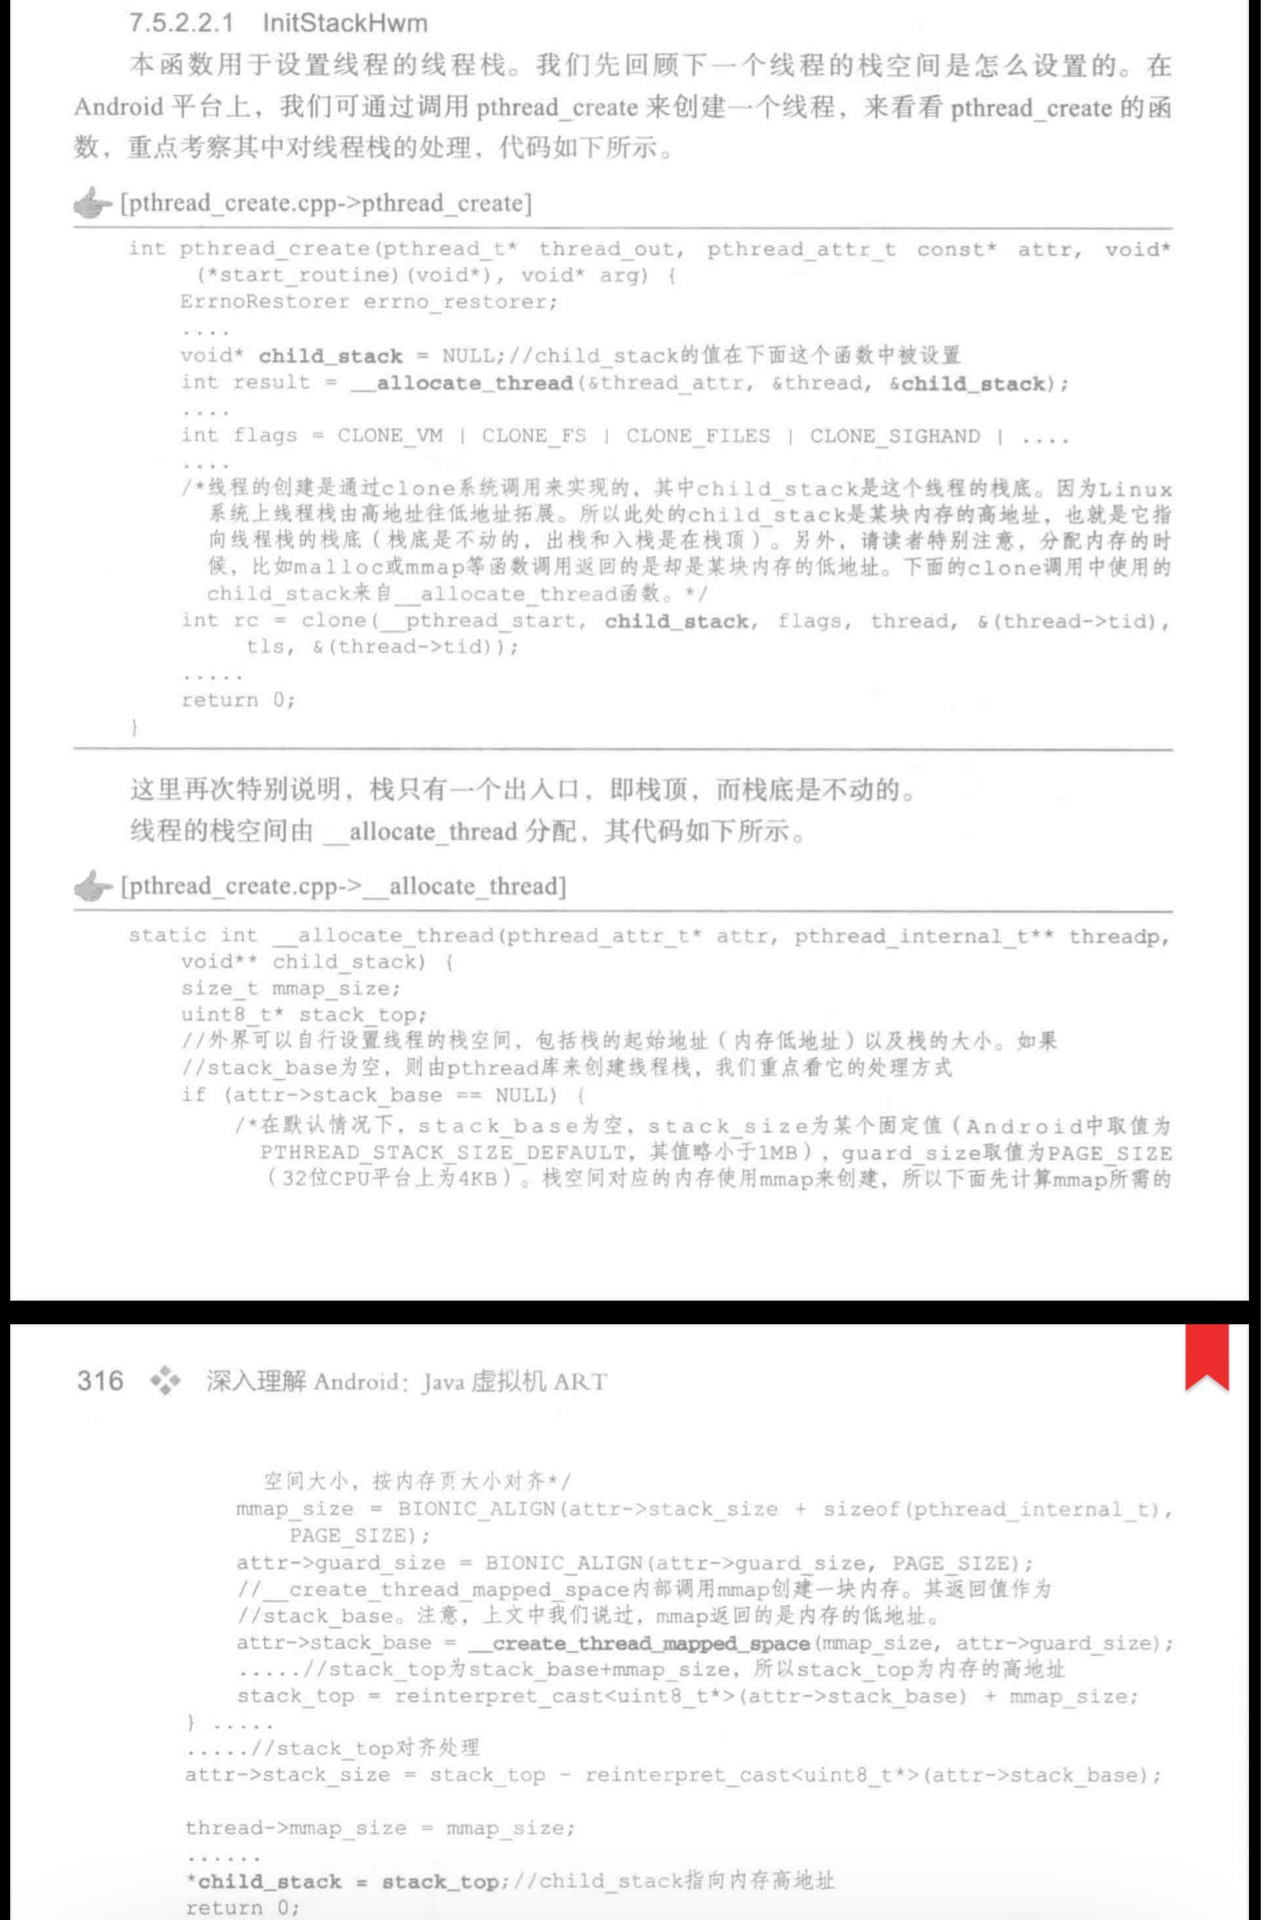 7.5.2.2.1 InitStackHwm
本函数用于设置线程的线程栈。我们先回顾下一个线程的栈空间是怎么设置的。在
Android 平台上，我们可通过调用 pthread_create 来创建一个线程，来看看 pthread_create 的函
数，重点考察其中对线程栈的处理，代码如下所示。
[pthread_create.cpp->pthread_create]
int pthread_create(pthread_t* thread_out, pthread_attr_t const* attr, void*
(*start_routine)(void*), void* arg) {
ErrnoRestorer errno_restorer;
....
void* child_stack = NULL;//child_stack的值在下面这个函数中被设置
int result = __allocate_thread(&thread_attr, &thread, &child_stack);
....
int flags = CLONE_VM | CLONE_FS | CLONE_FILES | CLONE_SIGHAND | ....
....
/*线程的创建是通过clone系统调用来实现的，其中child_stack是这个线程的栈底。因为Linux
系统上线程栈由高地址往低地址拓展。所以此处的child_stack是某块内存的高地址，也就是它指
向线程栈的栈底（栈底是不动的，出栈和入栈是在栈顶）。另外，请读者特别注意，分配内存的时
候，比如malloc或mmap等函数调用返回的是却是某块内存的低地址。下面的clone调用中使用的
child_stack来自__allocate_thread函数。*/
int rc = clone(__pthread_start, child_stack, flags, thread, &(thread->tid),
tls, &(thread->tid));
.....
return 0;
}
这里再次特别说明，栈只有一个出入口，即栈顶，而栈底是不动的。
线程的栈空间由 __allocate_thread 分配，其代码如下所示。
[pthread_create.cpp->__allocate_thread]
static int __allocate_thread(pthread_attr_t* attr, pthread_internal_t** threadp,
void** child_stack) {
size_t mmap_size;
uint8_t* stack_top;
//外界可以自行设置线程的栈空间，包括栈的起始地址（内存低地址）以及栈的大小。如果
//stack_base为空，则由pthread库来创建线程栈，我们重点看它的处理方式
if (attr->stack_base == NULL) {
/*在默认情况下，stack_base为空，stack_size为某个固定值（Android中取值为
PTHREAD_STACK_SIZE_DEFAULT，其值略小于1MB），guard_size取值为PAGE_SIZE
（32位CPU平台上为4KB）。栈空间对应的内存使用mmap来创建，所以下面先计算mmap所需的
316 深入理解 Android：Java 虚拟机 ART
空间大小，按内存页大小对齐*/
mmap_size = BIONIC_ALIGN(attr->stack_size + sizeof(pthread_internal_t),
PAGE_SIZE);
attr->guard_size = BIONIC_ALIGN(attr->guard_size, PAGE_SIZE);
//__create_thread_mapped_space内部调用mmap创建一块内存。其返回值作为
//stack_base。注意，上文中我们说过，mmap返回的是内存的低地址。
attr->stack_base = __create_thread_mapped_space(mmap_size, attr->guard_size);
.....//stack_top为stack_base+mmap_size，所以stack_top为内存的高地址
stack_top = reinterpret_cast<uint8_t*>(attr->stack_base) + mmap_size;
} .....
.....//stack_top对齐处理
attr->stack_size = stack_top - reinterpret_cast<uint8_t*>(attr->stack_base);
thread->mmap_size = mmap_size;
......
*child_stack = stack_top;//child_stack指向内存高地址
return 0;